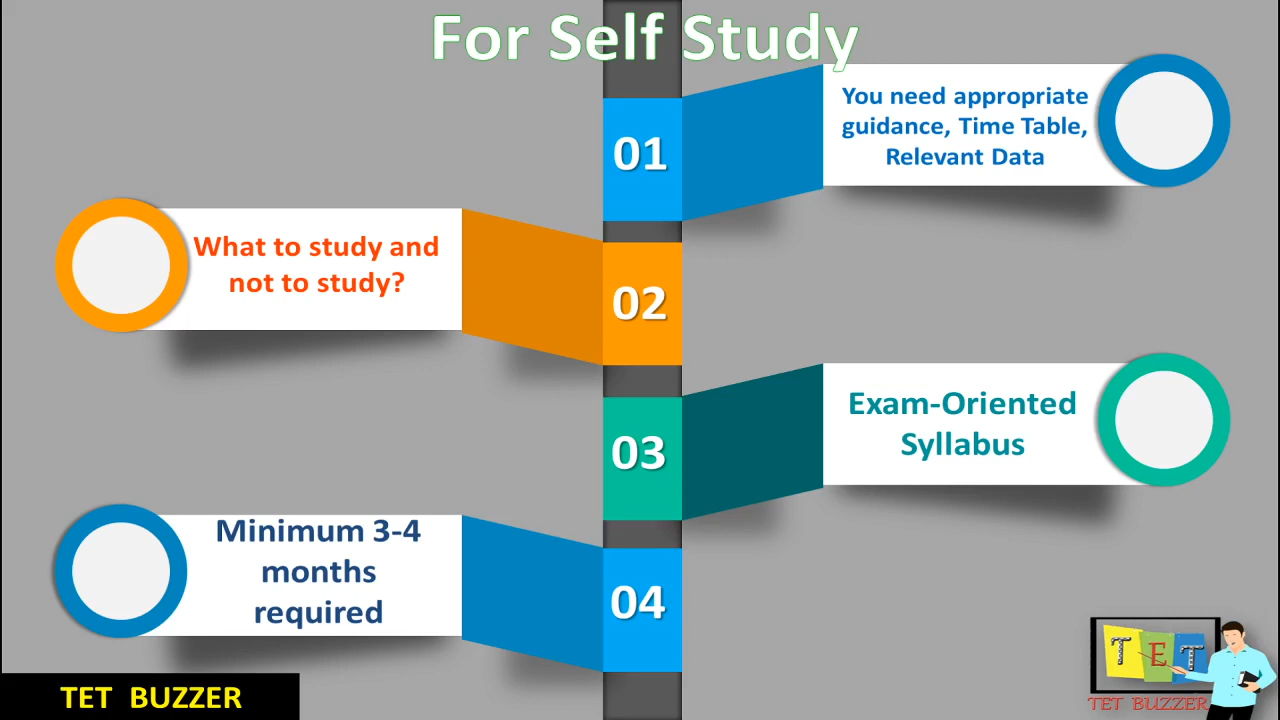 For Self Study
01
You need appropriate
guidance, Time Table,
Relevant Data
What to study and
not to study?
02
03
Exam-Oriented
Syllabus
Minimum 3-4
months
required
04
TET BUZZER
TET
TET BUZZER